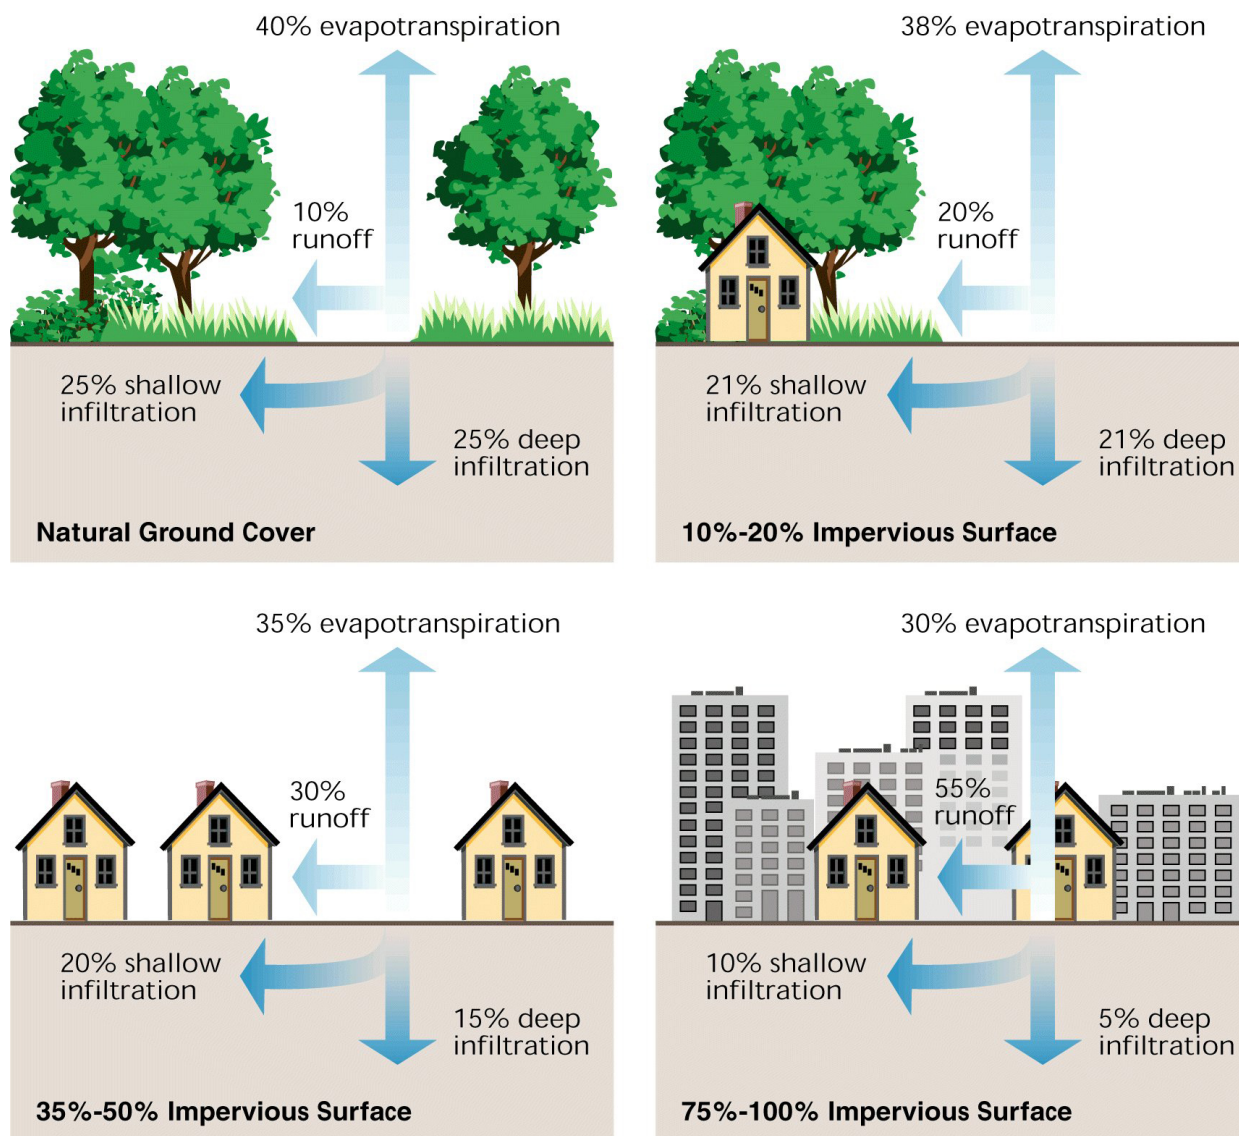 40% evapotranspiration
10%
runoff
25% shallow
infiltration
25% deep
infiltration
Natural Ground Cover
38% evapotranspiration
20%
runoff
21% shallow
infiltration
21% deep
infiltration
10%-20% Impervious Surface
35% evapotranspiration
30%
runoff
20% shallow
infiltration
15% deep
infiltration
35%-50% Impervious Surface
30% evapotranspiration
55%
runoff
10% shallow
infiltration
5% deep
infiltration
75%-100% Impervious Surface